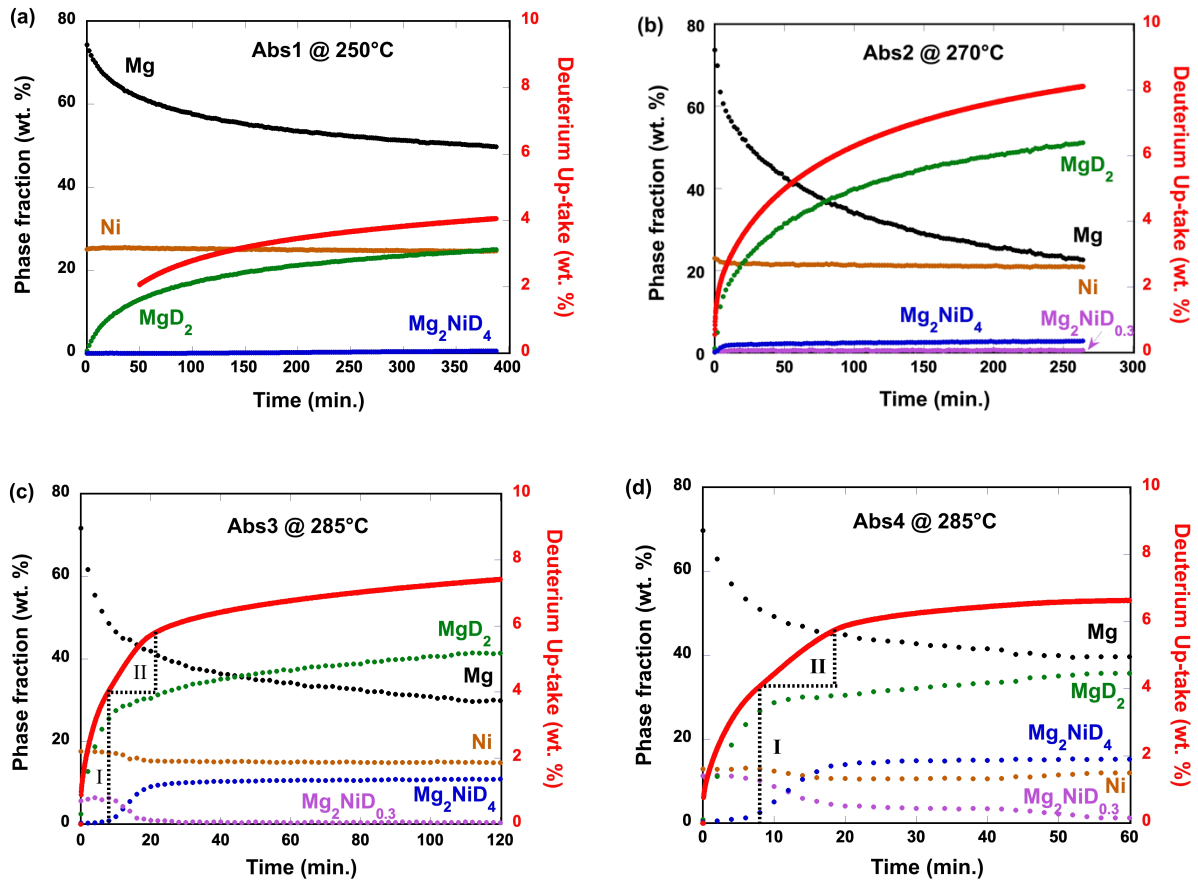 (a)
Abs1 @ 250°C
Mg
Ni
MgD2
Mg2NiD4
Phase fraction (wt. %)
Deuterium Up-take (wt. %)
Time (min.)
80
60
40
20
0
10
8
6
4
2
0
0 50 100 150 200 250 300 350 400
(b)
Abs2 @ 270°C
MgD2
Mg
Ni
Mg2NiD4
Mg2NiD0.3
Phase fraction (wt. %)
Deuterium Up-take (wt. %)
Time (min.)
80
60
40
20
0
10
8
6
4
2
0
0 50 100 150 200 250 300
(c)
Abs3 @ 285°C
II
I
MgD2
Mg
Ni
Mg2NiD0.3
Mg2NiD4
Phase fraction (wt. %)
Deuterium Up-take (wt. %)
Time (min.)
80
60
40
20
0
10
8
6
4
2
0
0 20 40 60 80 100 120
(d)
Abs4 @ 285°C
II
I
Mg
MgD2
Mg2NiD4
Ni
Mg2NiD0.3
Phase fraction (wt. %)
Deuterium Up-take (wt. %)
Time (min.)
80
60
40
20
0
10
8
6
4
2
0
0 10 20 30 40 50 60